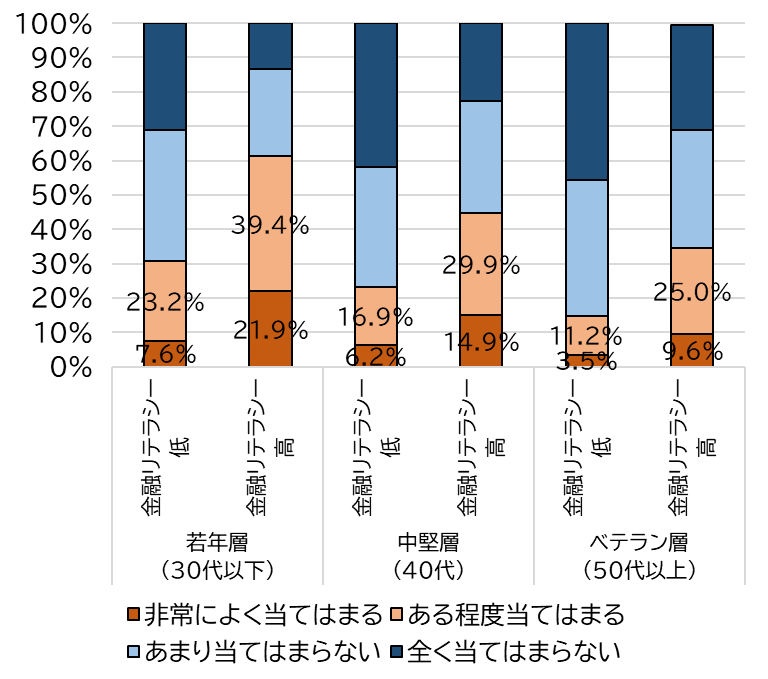 100%
90%
80%
70%
60%
50%
40%
30%
20%
10%
0%
23.2%
7.6%
39.4%
21.9%
16.9%
6.2%
29.9%
14.9%
11.2%
3.5%
25.0%
9.6%
金融リテラシー
低
金融リテラシー
高
金融リテラシー
低
金融リテラシー
高
金融リテラシー
低
金融リテラシー
高
若年層
（30代以下）
中堅層
（40代）
ベテラン層
（50代以上）
非常によく当てはまる ある程度当てはまる
あまり当てはまらない 全く当てはまらない